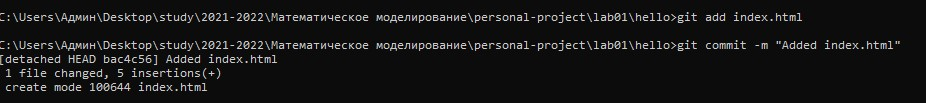 C:\Users\Админ\Desktop\study\2021-2022\Математическое моделирование\personal-project\lab01\hello>git add index.html
C:\Users\Админ\Desktop\study\2021-2022\Математическое моделирование\personal-project\lab01\hello>git commit -m "Added index.html"
[detached HEAD bac4c56] Added index.html
1 file changed, 5 insertions(+)
create mode 100644 index.html